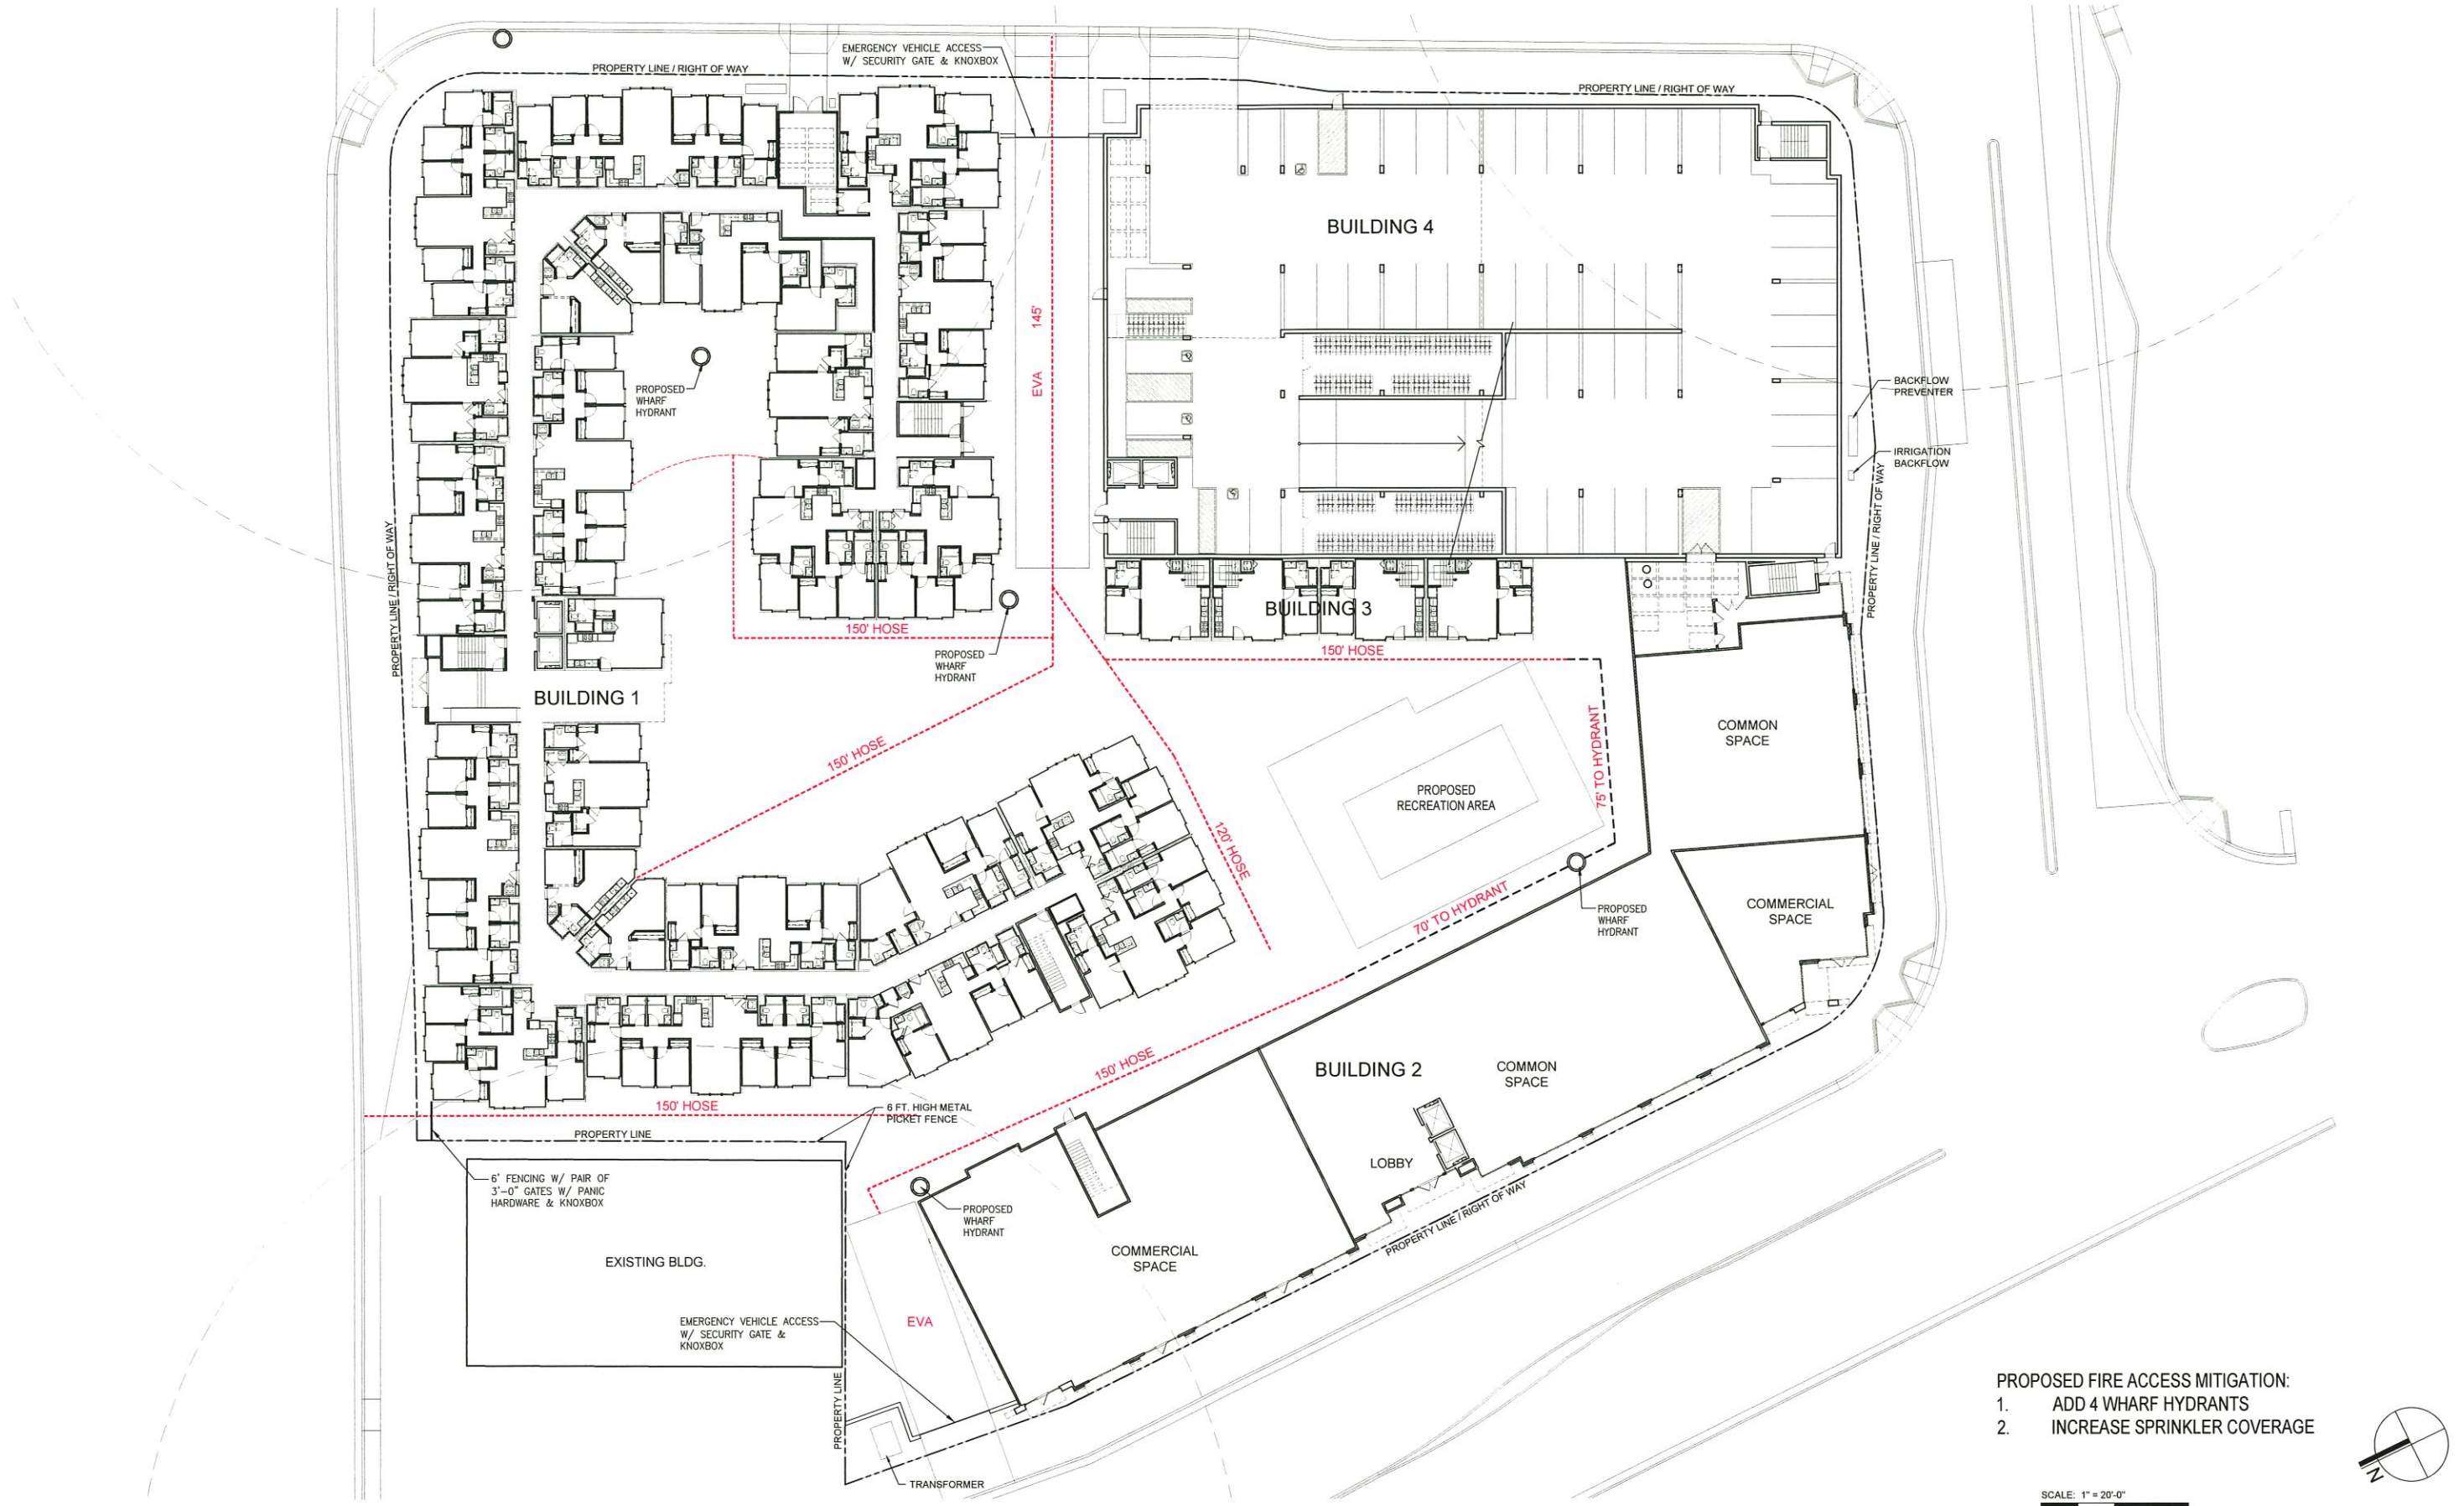 EMERGENCY VEHICLE ACCESS
W/ SECURITY GATE & KNOXBOX
PROPERTY LINE / RIGHT OF WAY
PROPERTY LINE / RIGHT OF WAY
BUILDING 4
EVA 145'
PROPOSED
WHARF
HYDRANT
BACKFLOW
PREVENTER
IRRIGATION
BACKFLOW
PROPERTY LINE / RIGHT OF WAY
PROPERTY LINE / RIGHT OF WAY
BUILDING 3
150' HOSE
PROPOSED
WHARF
HYDRANT
150' HOSE
BUILDING 1
150' HOSE
COMMON
SPACE
75' TO HYDRANT
PROPOSED
RECREATION AREA
120' HOSE
70' TO HYDRANT
PROPOSED
WHARF
HYDRANT
COMMERCIAL
SPACE
150' HOSE
BUILDING 2
COMMON
SPACE
150' HOSE
6 FT. HIGH METAL
PICKET FENCE
PROPERTY LINE
LOBBY
6' FENCING W/ PAIR OF
3'-0" GATES W/ PANIC
HARDWARE & KNOXBOX
PROPOSED
WHARF
HYDRANT
PROPERTY LINE / RIGHT OF WAY
EXISTING BLDG.
COMMERCIAL
SPACE
EMERGENCY VEHICLE ACCESS
W/ SECURITY GATE &
KNOXBOX
EVA
PROPERTY LINE
TRANSFORMER
PROPOSED FIRE ACCESS MITIGATION:
1. ADD 4 WHARF HYDRANTS
2. INCREASE SPRINKLER COVERAGE
N
SCALE: 1" = 20'-0"